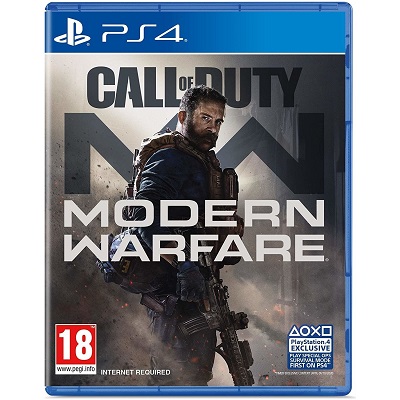 PS4
CALL OF DUTY
MW
MODERN
WARFARE
18
www.pegi.info
INTERNET REQUIRED
PlayStation.4
EXCLUSIVE
PLAY SPECIAL OPS
SURVIVAL MODE
FIRST ON PS4